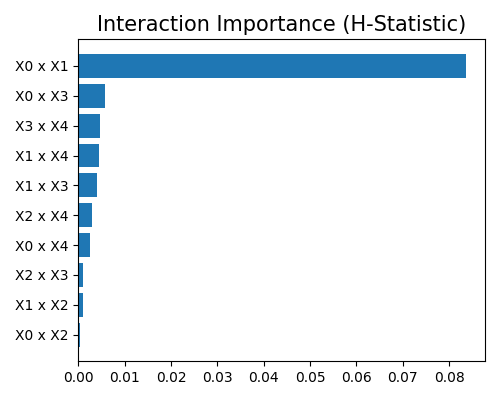 Interaction Importance (H-Statistic)
X0 x X1
X0 x X3
X3 x X4
X1 x X4
X1 x X3
X2 x X4
X0 x X4
X2 x X3
X1 x X2
X0 x X2
0.00 0.01 0.02 0.03 0.04 0.05 0.06 0.07 0.08